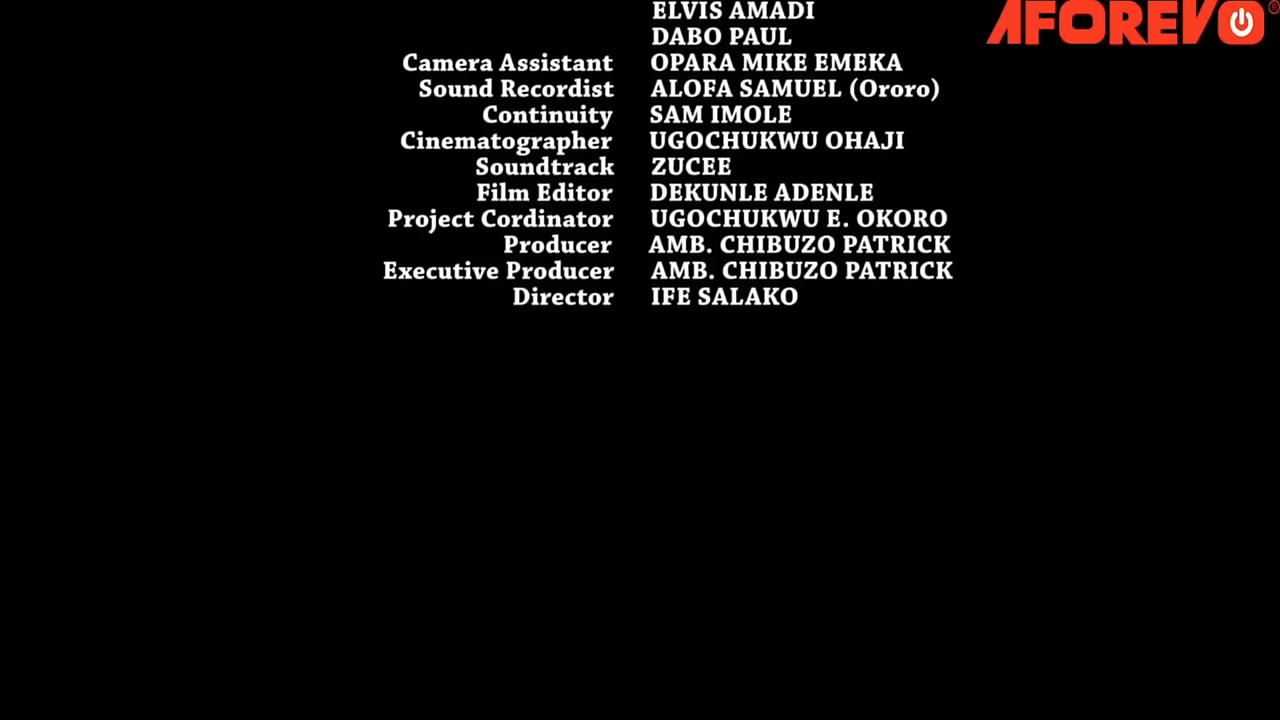 ELVIS AMADI
AFOREVO®
DABO PAUL
Camera Assistant OPARA MIKE EMEKA
Sound Recordist ALOFA SAMUEL (Ororo)
Continuity SAM IMOLE
Cinematographer UGOCHUKWU OHAJI
Soundtrack ZUCEE
Film Editor DEKUNLE ADENLE
Project Cordinator UGOCHUKWU E. OKORO
Producer AMB. CHIBUZO PATRICK
Executive Producer AMB. CHIBUZO PATRICK
Director IFE SALAKO